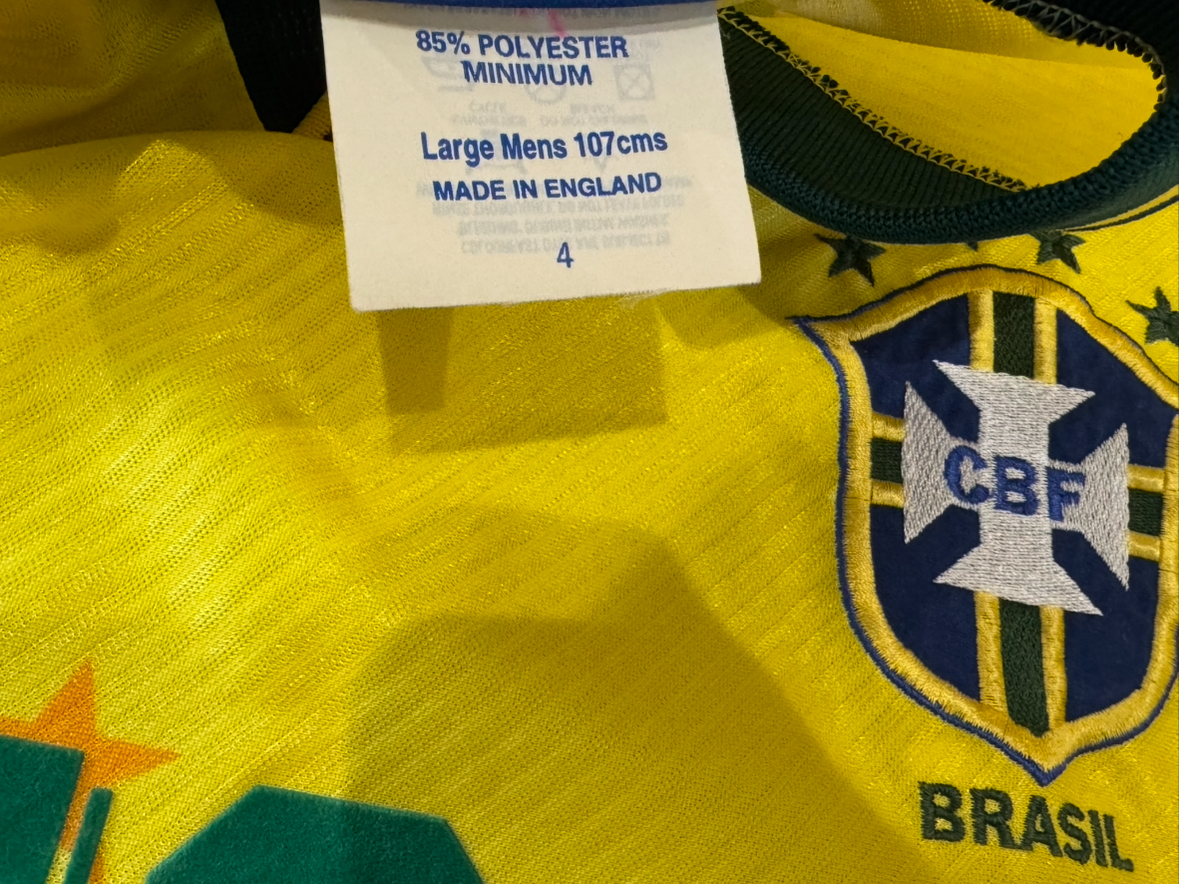 85% POLYESTER
MINIMUM
Large Mens 107cms
MADE IN ENGLAND
4
CBF
BRASIL